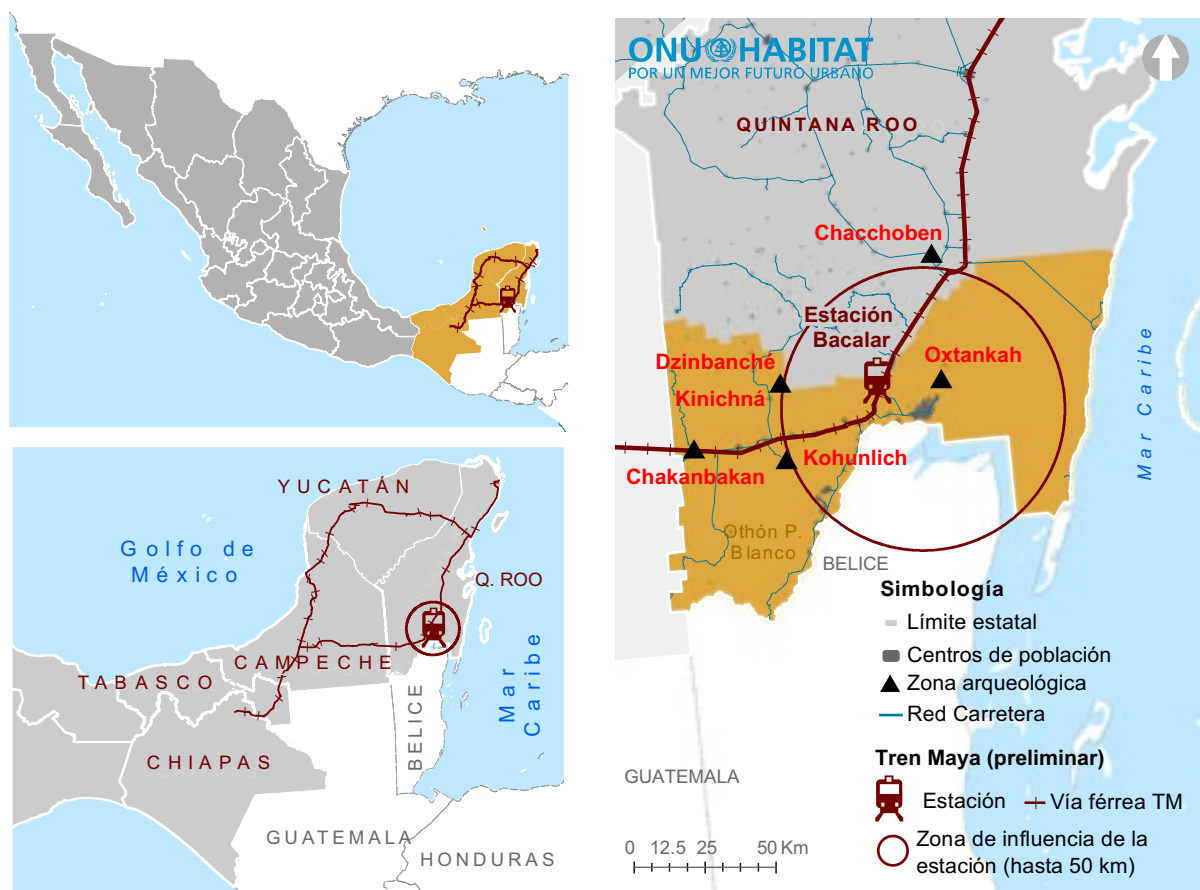 Golfo de
México
YUCATÁN
Q. ROO
CAMPECHE
TABASCO
CHIAPAS
BELICE
Mar
Caribe
GUATEMALA
HONDURAS
ONU HABITAT
POR UN MEJOR FUTURO URBANO
QUINTANA ROO
Chacchoben
Estación
Bacalar
Dzinbanché
Kinichná
Oxtankah
Kohunlich
Chakanbakan
Othón P.
Blanco
BELICE
Mar Caribe
GUATEMALA
Simbología
Límite estatal
Centros de población
Zona arqueológica
Red Carretera
Tren Maya (preliminar)
Estación
Vía férrea TM
Zona de influencia de la
estación (hasta 50 km)
0 12.5 25 50 Km